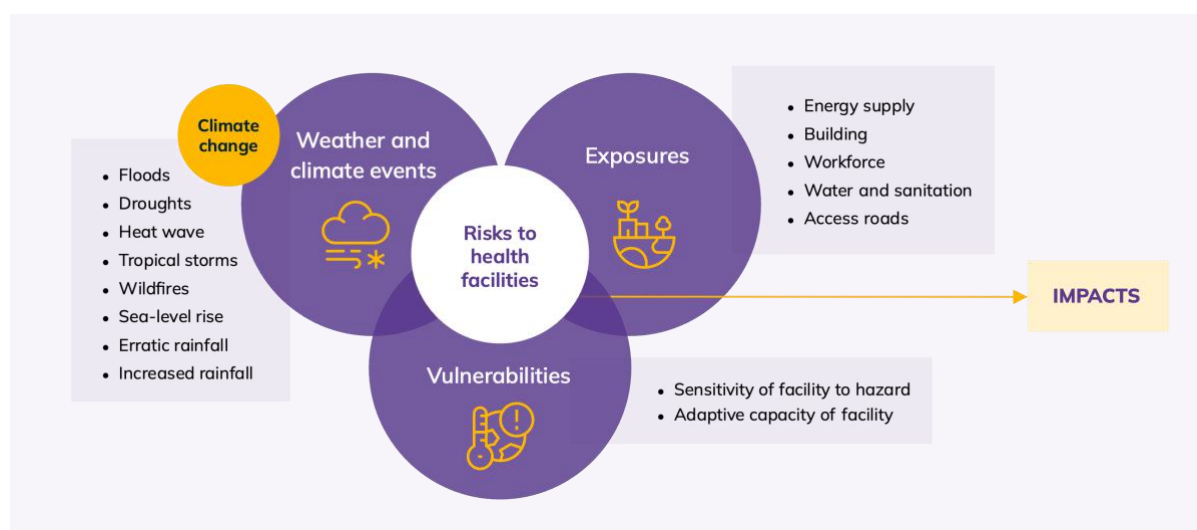 Climate
change
Weather and
climate events
• Floods
• Droughts
• Heat wave
• Tropical storms
• Wildfires
• Sea-level rise
• Erratic rainfall
• Increased rainfall
Exposures
• Energy supply
• Building
• Workforce
• Water and sanitation
• Access roads
Risks to
health
facilities
IMPACTS
Vulnerabilities
• Sensitivity of facility to hazard
• Adaptive capacity of facility